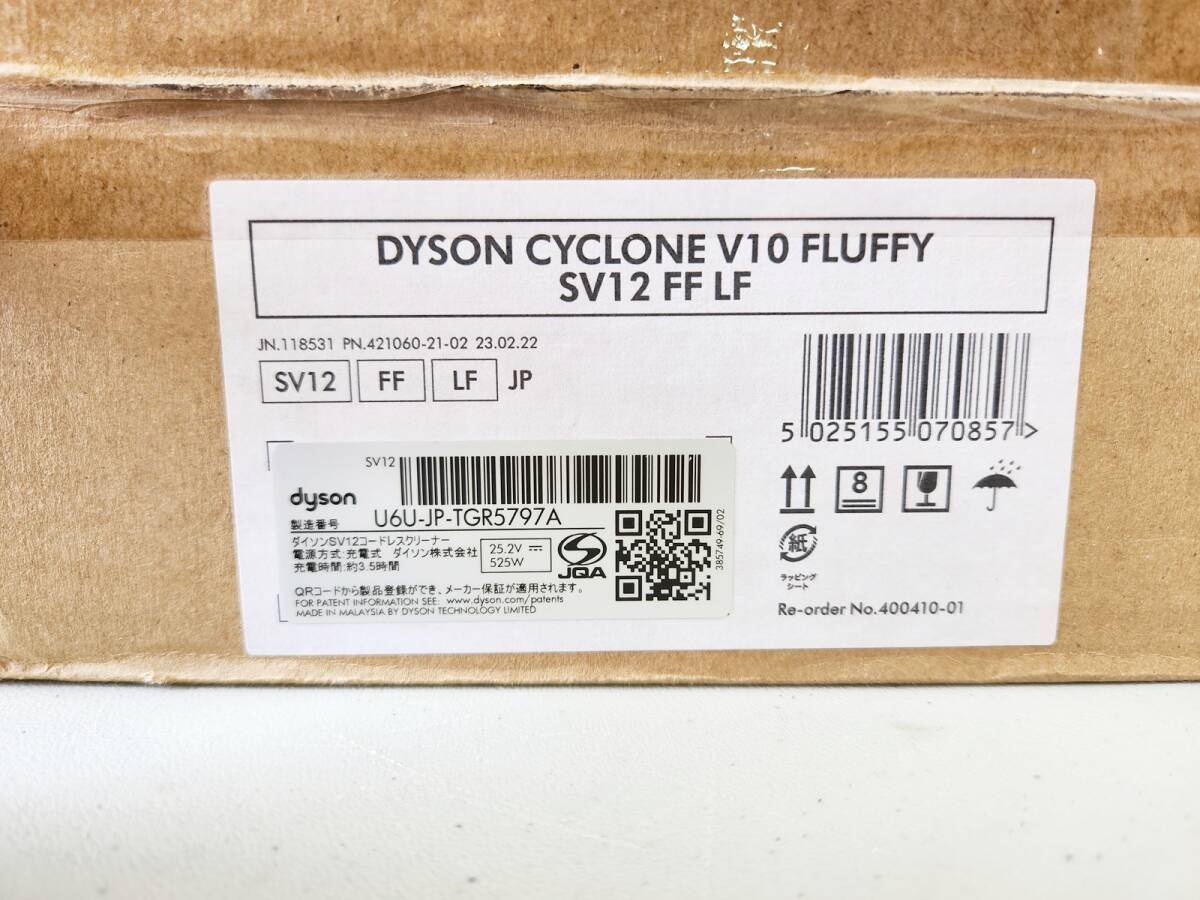 DYSON CYCLONE V10 FLUFFY
SV12 FF LF
JN.118531 PN.421060-21-02 23.02.22
SV12 FF LF JP
5 025155 070857 >
SV12
dyson
製造番号 U6U-JP-TGR5797A
ダイソンSV12コードレスクリーナー
電源方式:充電式 ダイソン株式会社
充電時間:約3.5時間
25.2V
525W
JQA
QRコードから製品登録ができ、メーカー保証が適用されます。
FOR PATENT INFORMATION SEE: www.dyson.com/patents
MADE IN MALAYSIA BY DYSON TECHNOLOGY LIMITED
385749-69/02
8
紙
ラッピング
シート
Re-order No.400410-01